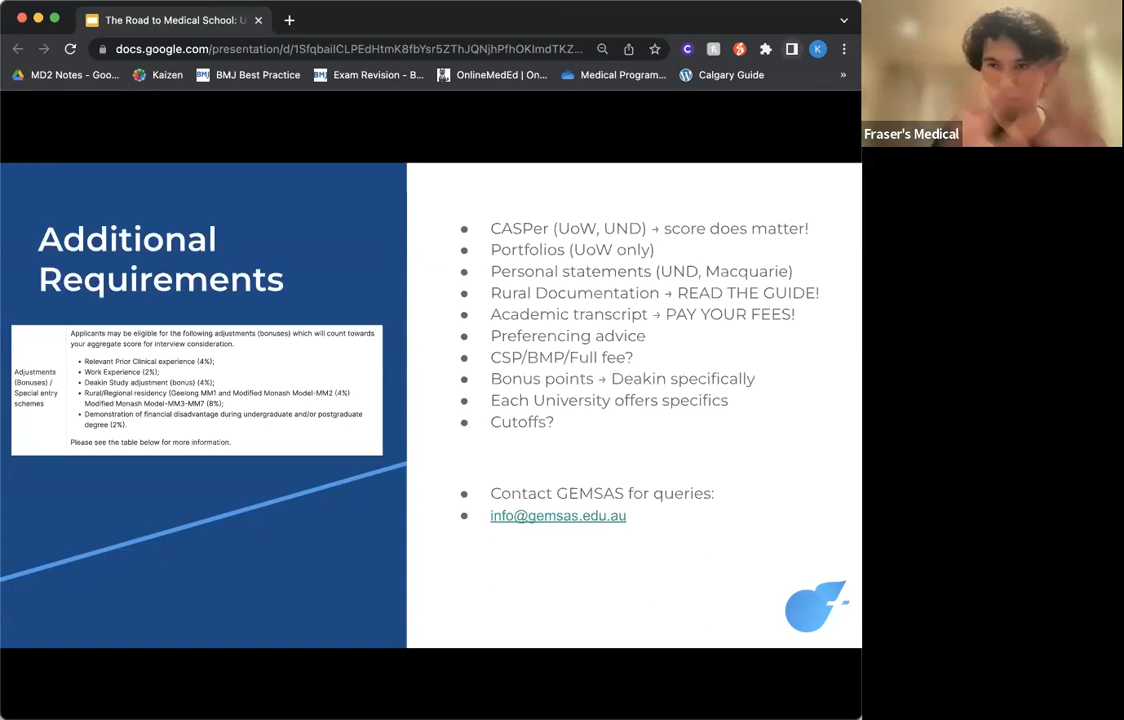 The Road to Medical School: U
docs.google.com/presentation/d/1SfqbailCLPEdHtmK8fbYsr5ZThJQNjhPfhOKImdTKZ...
MD2 Notes - Goo...
Kaizen
BMJ Best Practice
Exam Revision - B...
OnlineMedEd | On...
Medical Program...
Calgary Guide
»
C
K
BMJ
BMJ
Fraser's Medical
Additional
Requirements
Adjustments
(Bonuses) /
Special entry
schemes
Applicants may be eligible for the following adjustments (bonuses) which will count towards
your aggregate score for interview consideration.
• Relevant Prior Clinical experience (4%);
• Work Experience (2%);
• Deakin Study adjustment (bonus) (4%);
• Rural/Regional residency (Geelong MM1 and Modified Monash Model-MM2 (4%)
Modified Monash Model-MM3-MM7 (8%);
• Demonstration of financial disadvantage during undergraduate and/or postgraduate
degree (2%).
Please see the table below for more information.
● CASPer (UoW, UND) → score does matter!
● Portfolios (UoW only)
● Personal statements (UND, Macquarie)
● Rural Documentation → READ THE GUIDE!
● Academic transcript → PAY YOUR FEES!
● Preferencing advice
● CSP/BMP/Full fee?
● Bonus points → Deakin specifically
● Each University offers specifics
● Cutoffs?
● Contact GEMSAS for queries:
● info@gemsas.edu.au